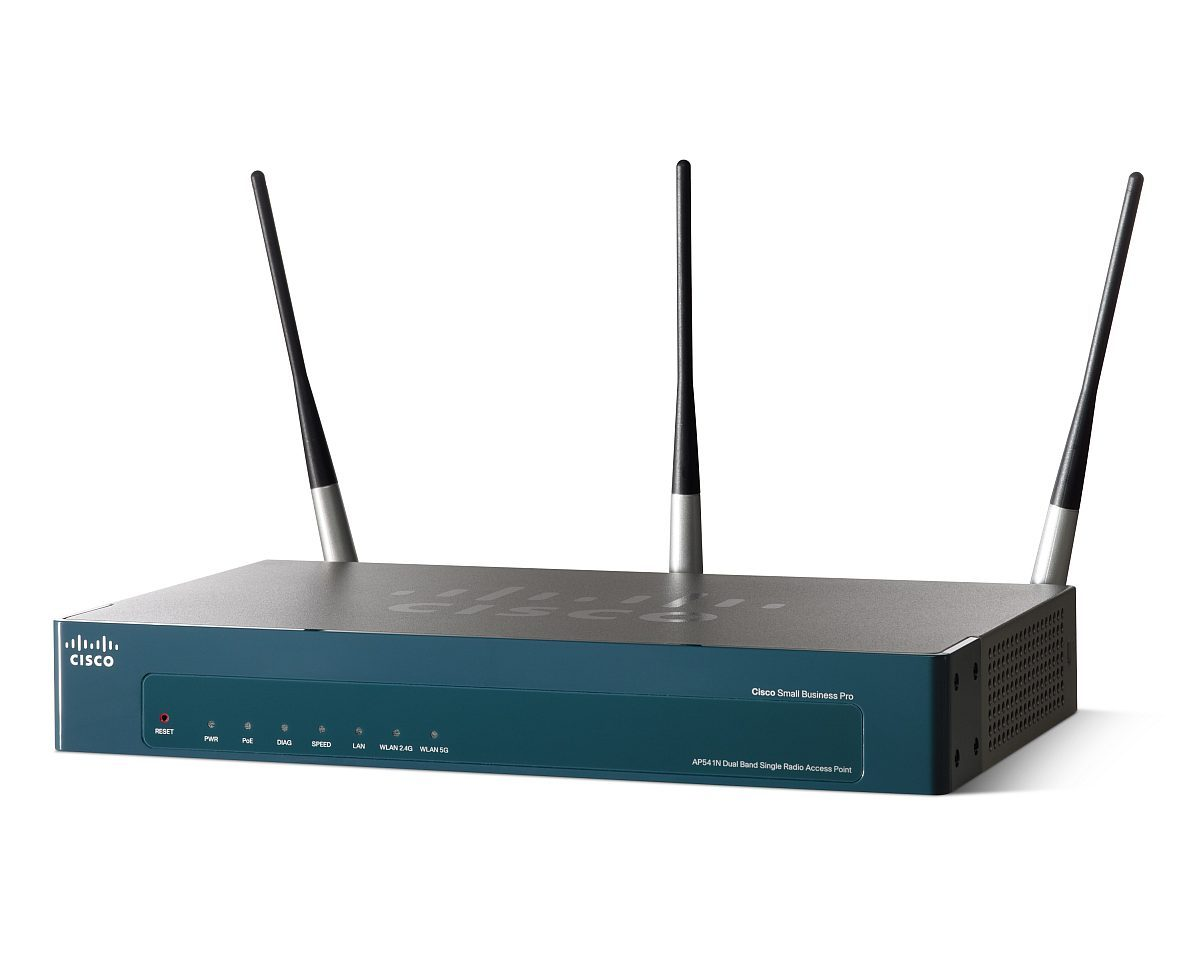 CISCO
CISCO
Cisco Small Business Pro
RESET
PWR
PoE
DIAG
SPEED
LAN
WLAN 2.4G
WLAN 5G
AP541N Dual Band Single Radio Access Point